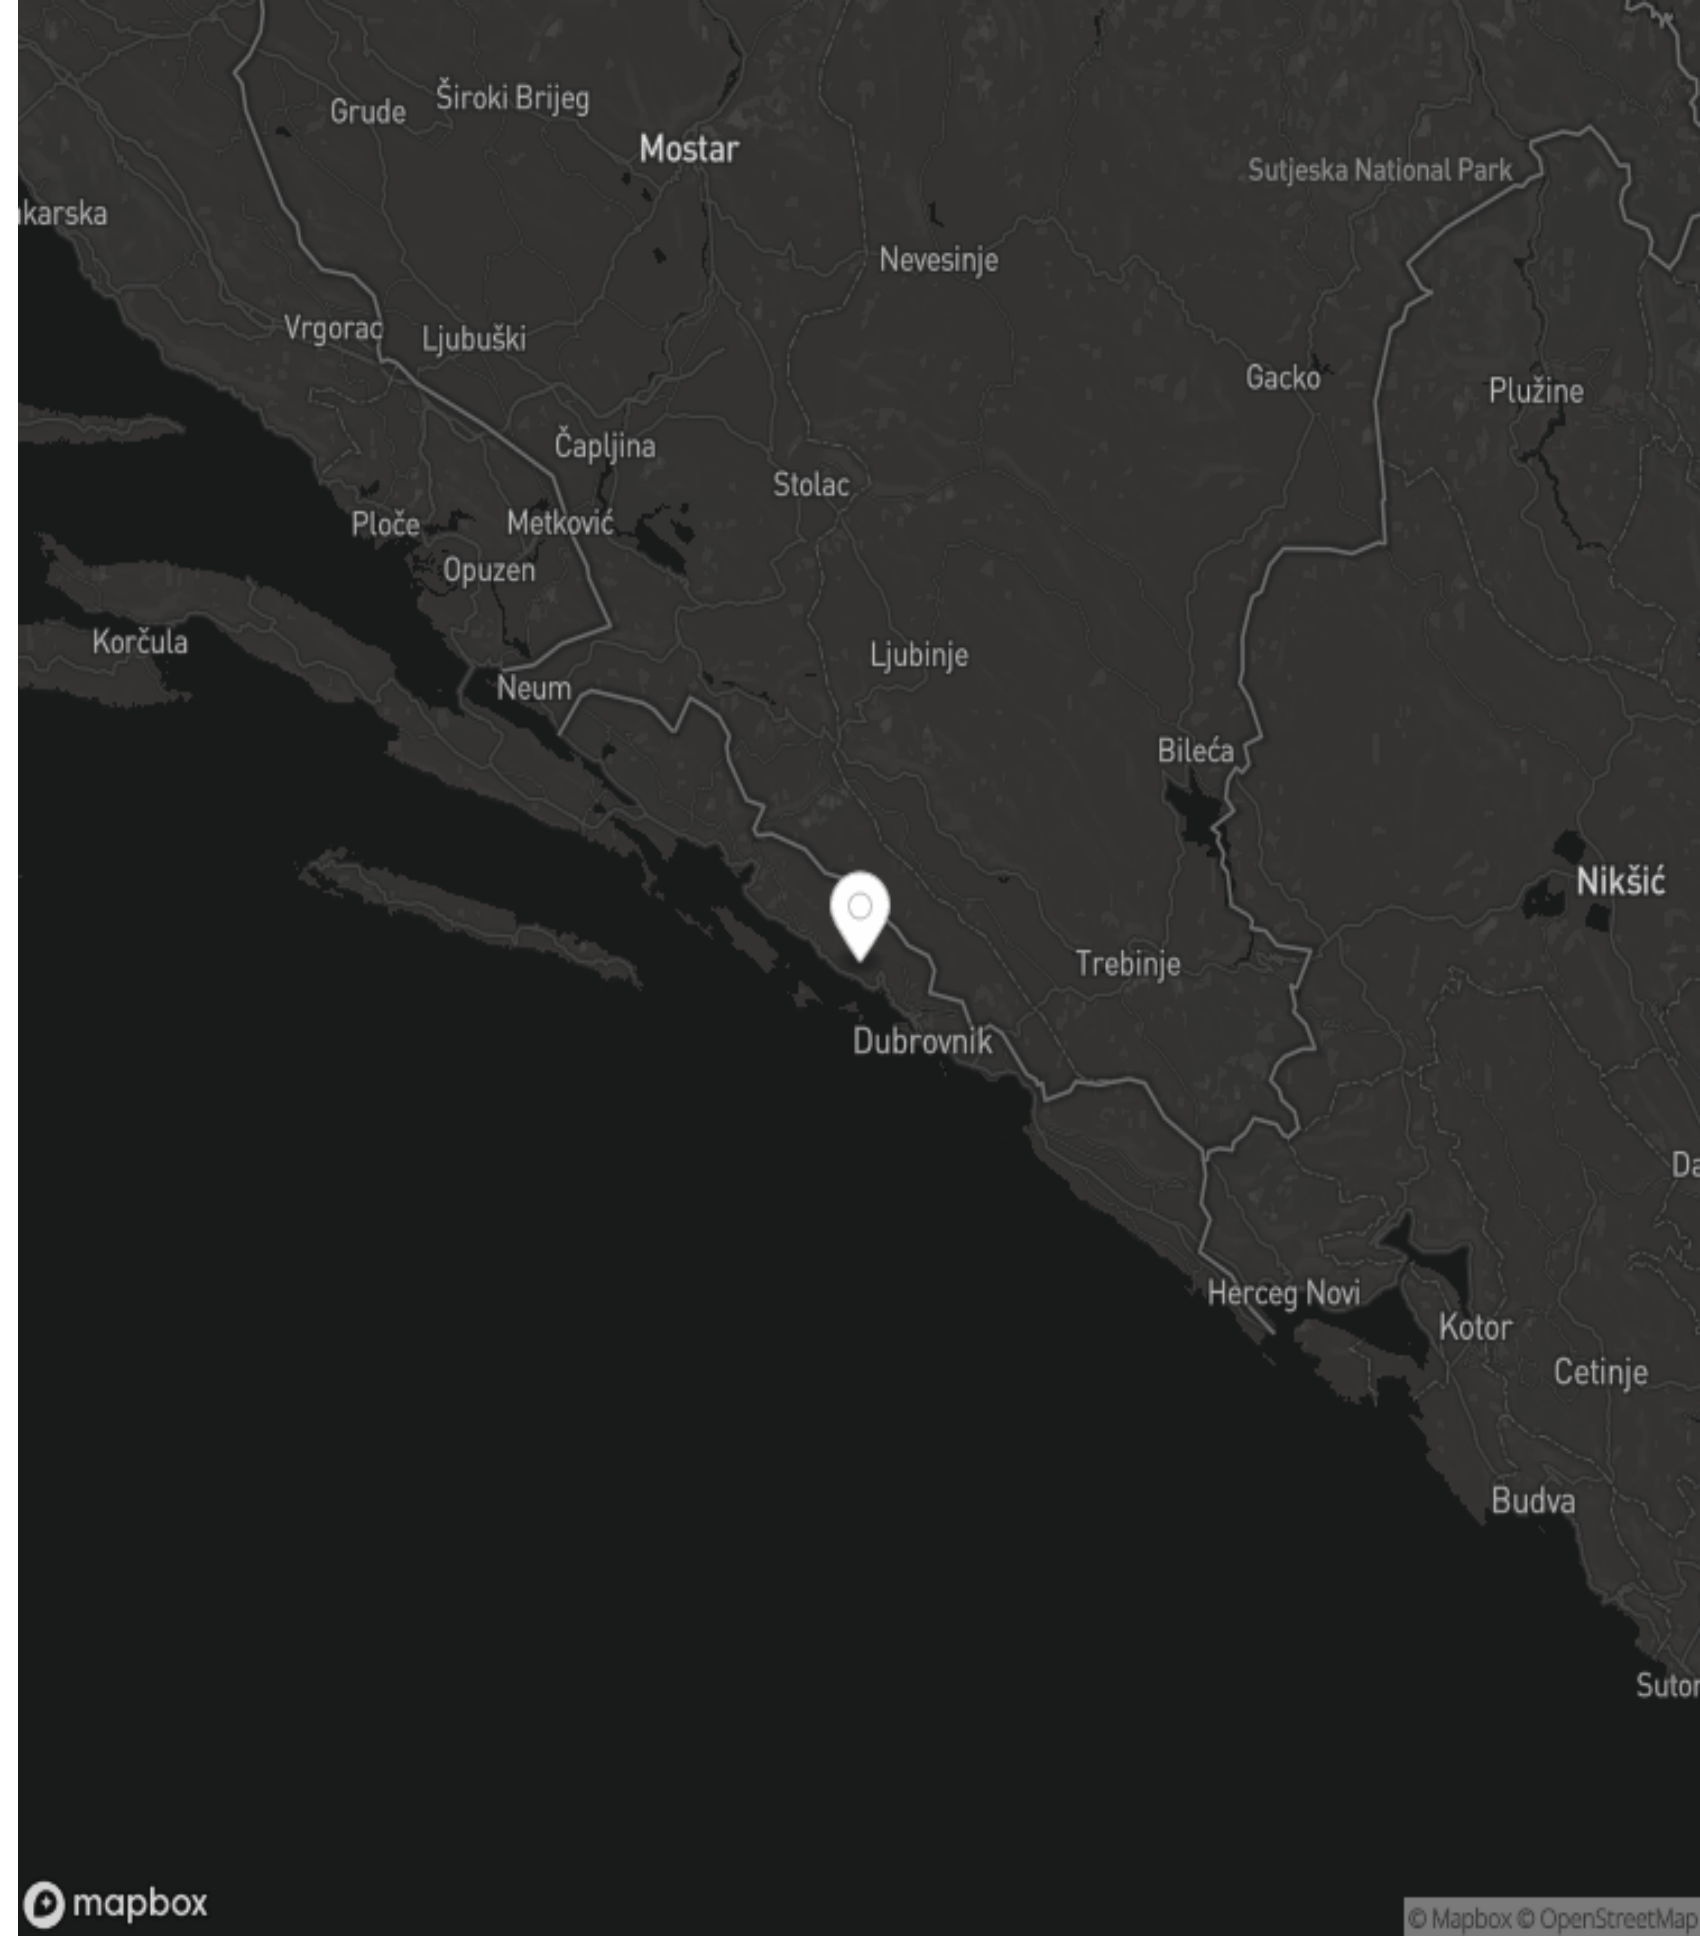 Široki Brijeg
Grude
Mostar
Sutjeska National Park
karska
Nevesinje
Vrgorac
Ljubuški
Gacko
Plužine
Čapljina
Stolac
Ploče
Metković
Opuzen
Korčula
Ljubinje
Neum
Bileća
Nikšić
Trebinje
Dubrovnik
Da
Herceg Novi
Kotor
Cetinje
Budva
Sutor
mapbox
© Mapbox © OpenStreetMap